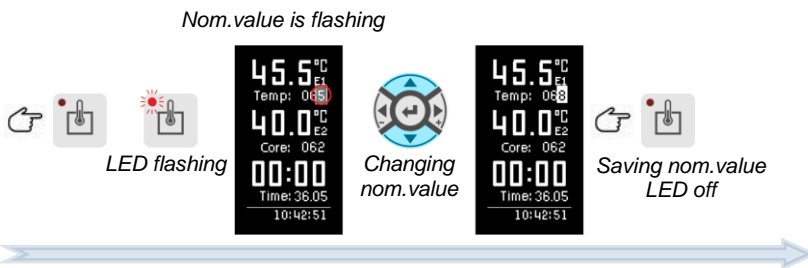 Nom.value is flashing
LED flashing
45.5°C
E1
Temp: 065
40.0°C
E2
Core: 062
00:00
Time: 36.05
10:42:51
Changing
nom.value
- +
45.5°C
E1
Temp: 068
40.0°C
E2
Core: 062
00:00
Time: 36.05
10:42:51
Saving nom.value
LED off